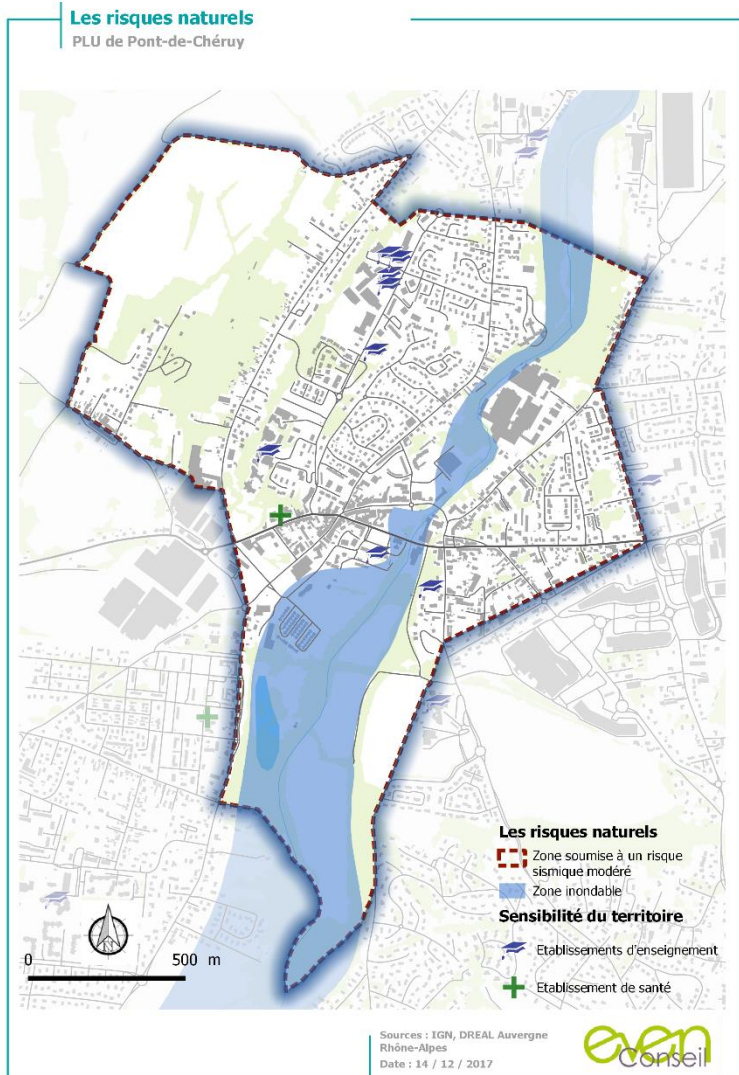 Les risques naturels
PLU de Pont-de-Chéruy
Les risques naturels
Zone soumise à un risque
sismique modéré
Zone inondable
Sensibilité du territoire
Etablissements d'enseignement
Etablissement de santé
N
0 500 m
Sources : IGN, DREAL Auvergne
Rhône-Alpes
Date : 14 / 12 / 2017
even
Conseil